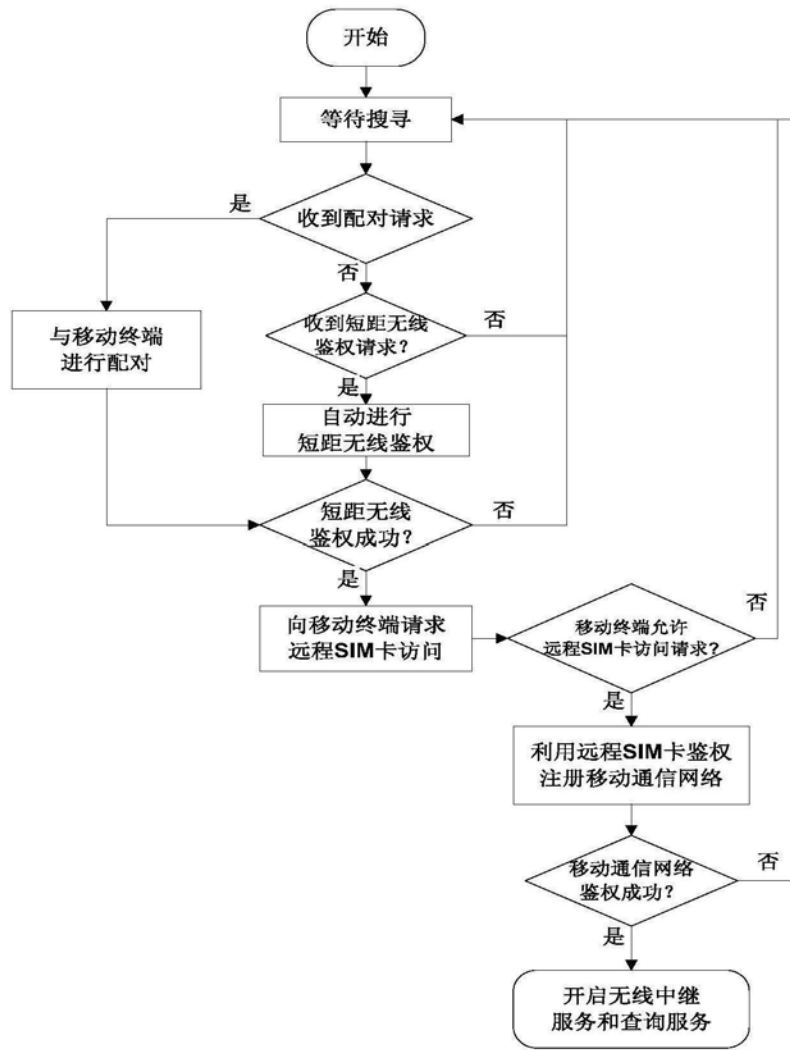 开始
等待搜寻
是
收到配对请求
否
与移动终端
进行配对
收到短距无线
鉴权请求?
否
是
自动进行
短距无线鉴权
短距无线
鉴权成功?
否
是
向移动终端请求
远程SIM卡访问
移动终端允许
远程SIM卡访问请求?
否
是
利用远程SIM卡鉴权
注册移动通信网络
移动通信网络
鉴权成功?
否
是
开启无线中继
服务和查询服务